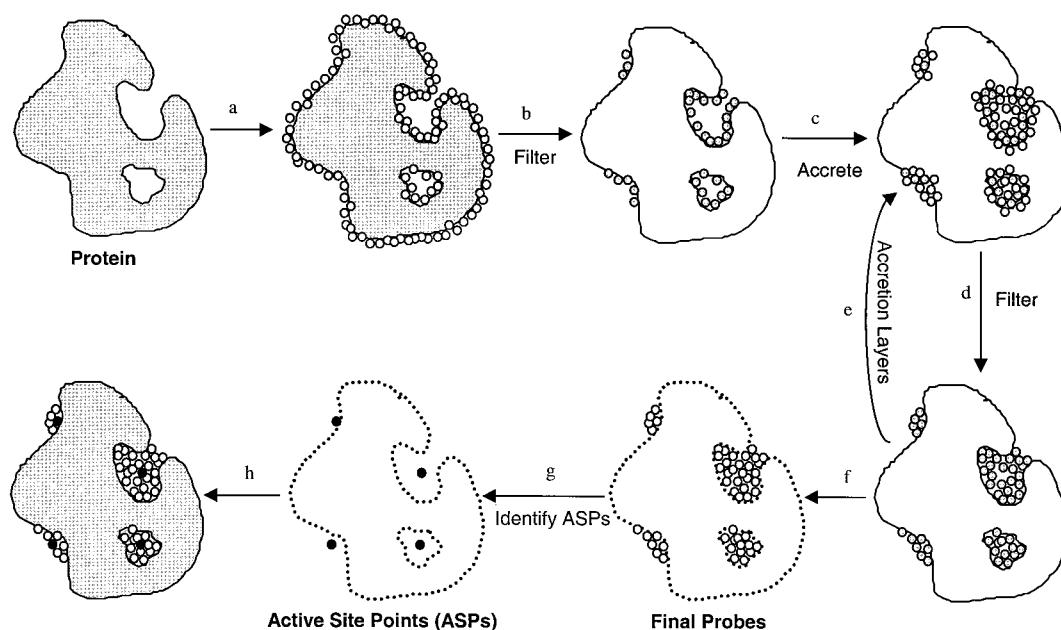 a
b
Filter
c
Accrete
Protein
d
Filter
e
Accretion Layers
f
g
Identify ASPs
h
Active Site Points (ASPs)
Final Probes